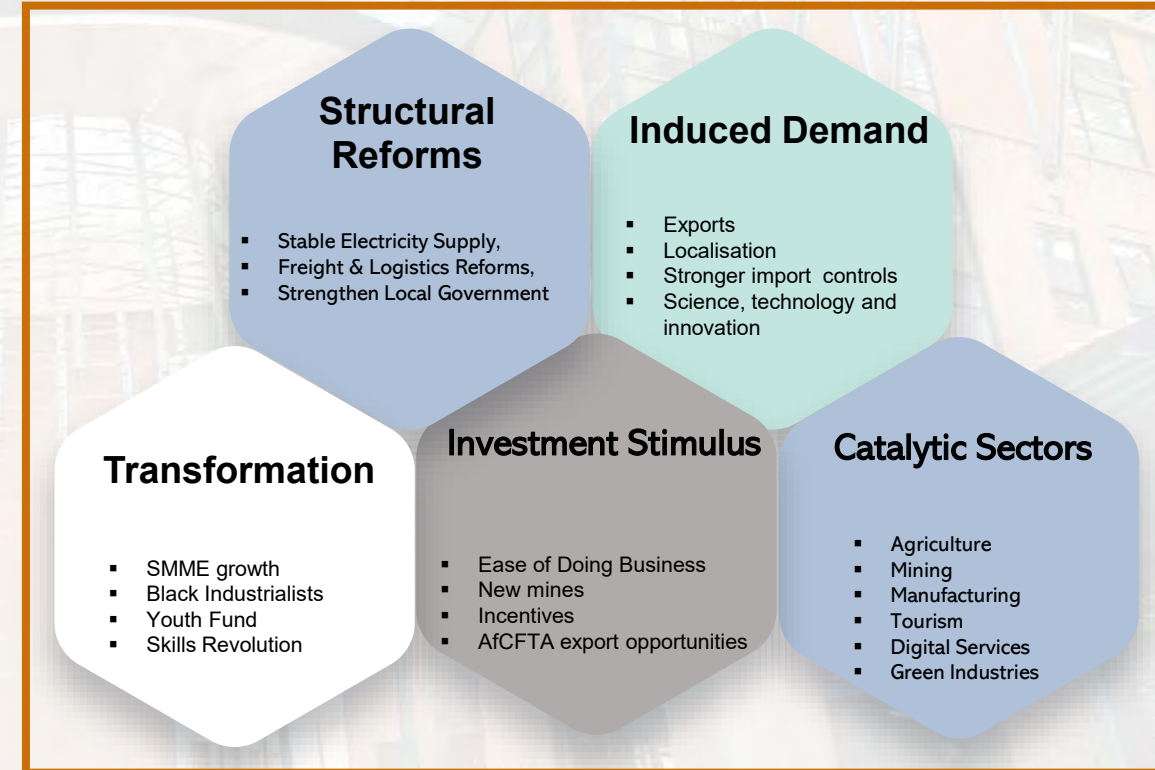 Structural
Reforms
▪ Stable Electricity Supply,
▪ Freight & Logistics Reforms,
▪ Strengthen Local Government
Induced Demand
▪ Exports
▪ Localisation
▪ Stronger import controls
▪ Science, technology and
innovation
Transformation
▪ SMME growth
▪ Black Industrialists
▪ Youth Fund
▪ Skills Revolution
Investment Stimulus
▪ Ease of Doing Business
▪ New mines
▪ Incentives
▪ AfCFTA export opportunities
Catalytic Sectors
▪ Agriculture
▪ Mining
▪ Manufacturing
▪ Tourism
▪ Digital Services
▪ Green Industries